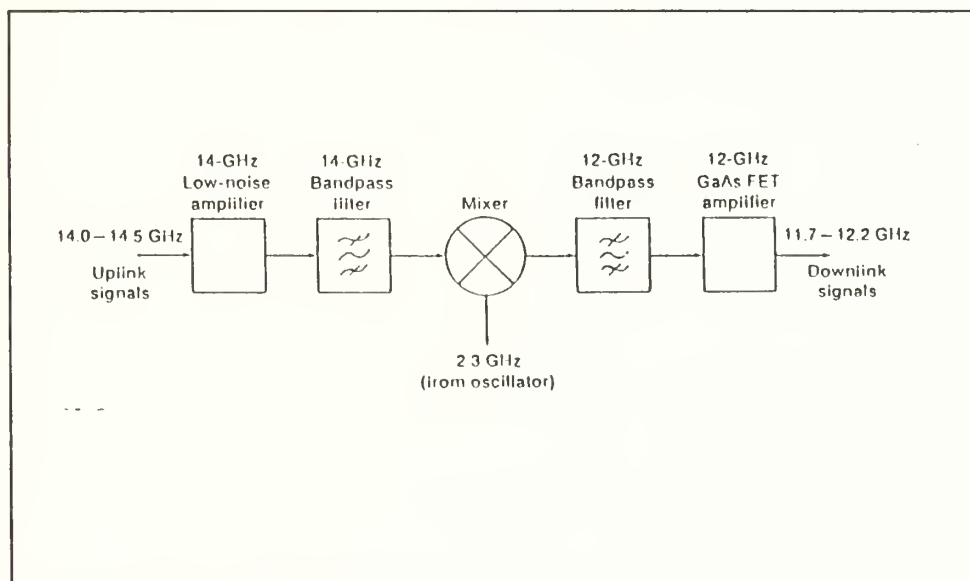 14-GHz
Low-noise
amplifier
14-GHz
Bandpass
filter
Mixer
12-GHz
Bandpass
filter
12-GHz
GaAs FET
amplifier
14.0–14 5 GHz
Uplink
signals
11.7–12.2 GHz
Downlink
signals
2 3 GHz
(from oscillator)